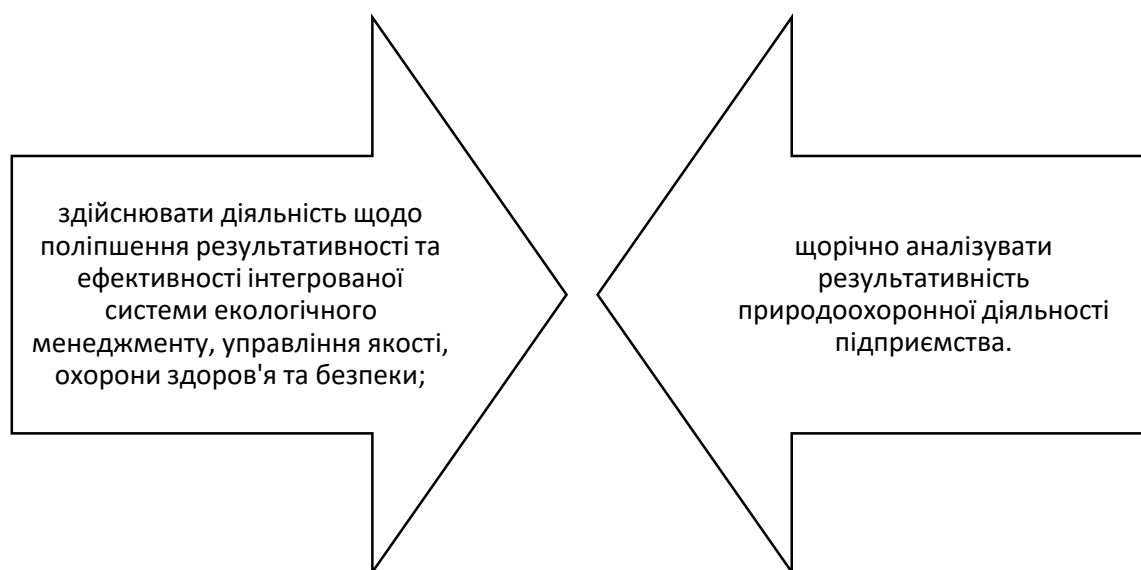 здійснювати діяльність щодо
поліпшення результативності та
ефективності інтегрованої
системи екологічного
менеджменту, управління якості,
охорони здоров'я та безпеки;
щорічно аналізувати
результативність
природоохоронної діяльності
підприємства.